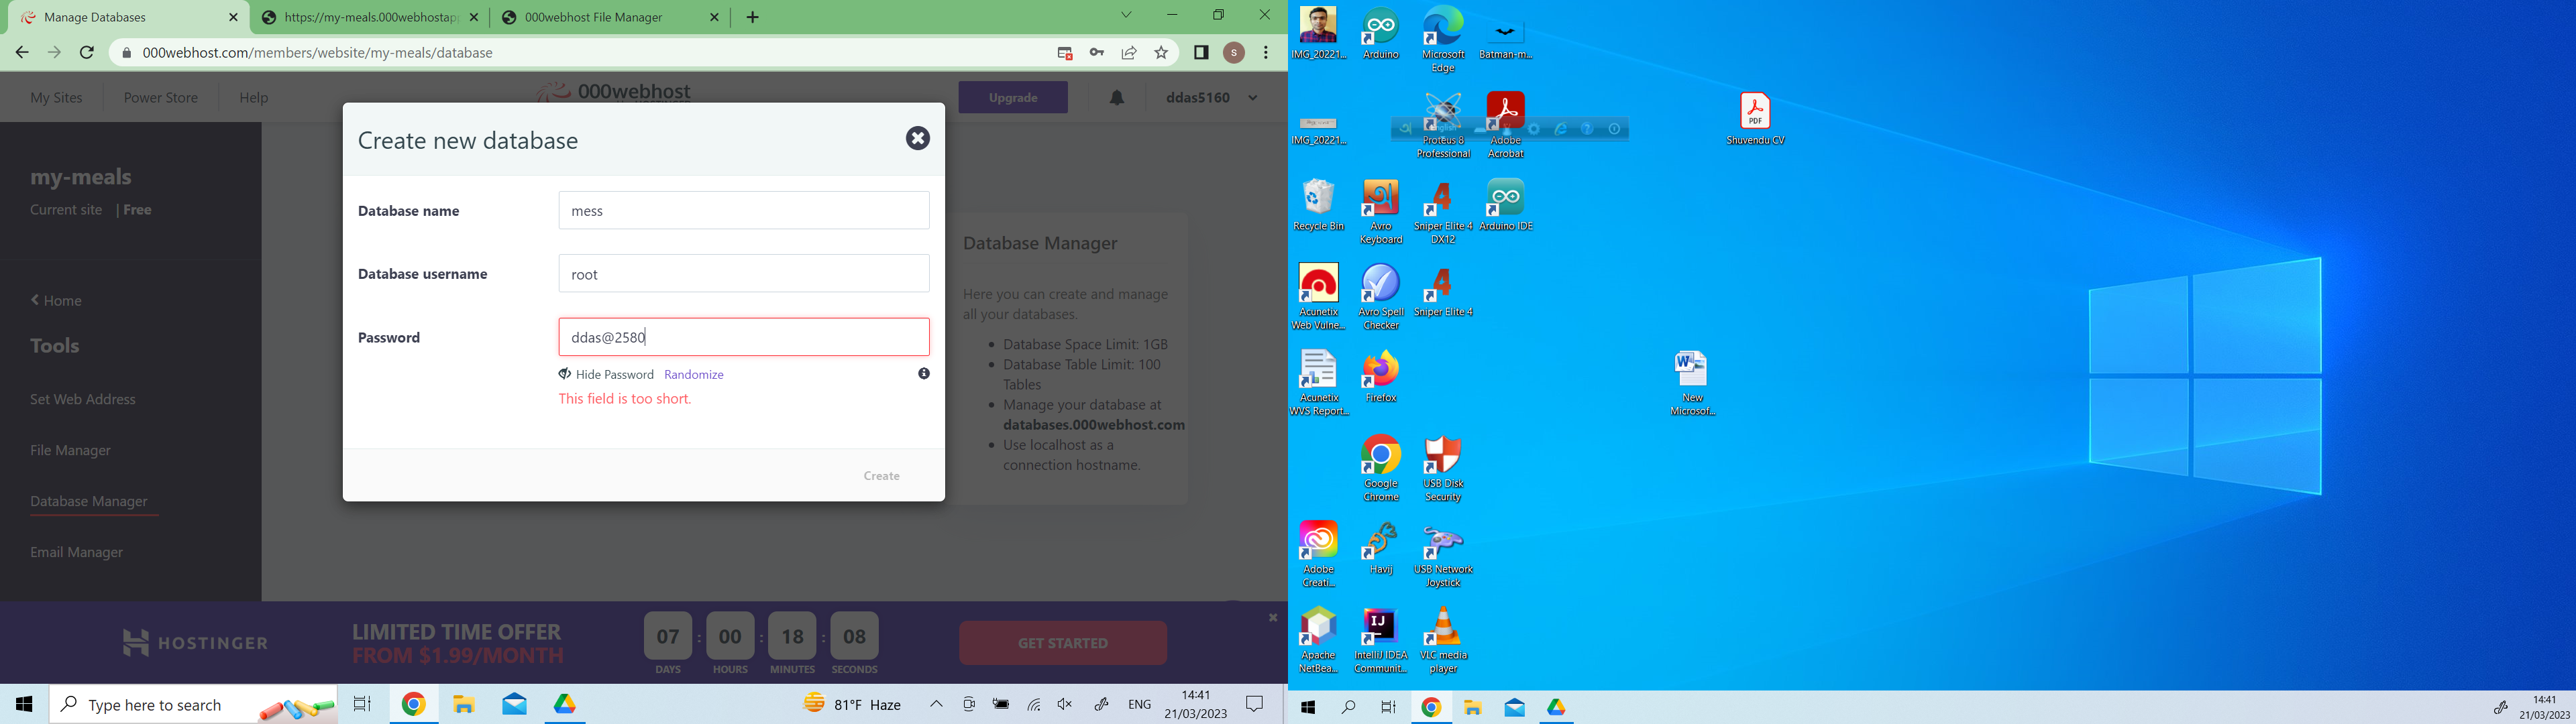 Manage Databases
https://my-meals.000webhostapp
000webhost File Manager
000webhost.com/members/website/my-meals/database
S
My Sites
Power Store
Help
000webhost
Upgrade
ddas5160
my-meals
Current site | Free
Home
Tools
Set Web Address
File Manager
Database Manager
Email Manager
Create new database
Database name
mess
Database username
root
Password
ddas@2580
Hide Password Randomize
This field is too short.
Create
Database Manager
Here you can create and manage
all your databases.
Database Space Limit: 1GB
Database Table Limit: 100
Tables
Manage your database at
databases.000webhost.com
Use localhost as a
connection hostname.
HOSTINGER
LIMITED TIME OFFER
FROM $1.99/MONTH
07 : 00 : 18 : 08
DAYS HOURS MINUTES SECONDS
GET STARTED
Type here to search
81°F Haze
ENG
14:41
21/03/2023
IMG_20221...
Arduino
Microsoft
Edge
Batman-m...
IMG_20221...
English
Proteus 8
Professional
Adobe
Acrobat
PDF
Shuvendu CV
Recycle Bin
Avro
Keyboard
Sniper Elite 4
DX12
Arduino IDE
Acunetix
Web Vulne...
Avro Spell
Checker
Sniper Elite 4
Acunetix
WVS Report...
Firefox
New
Microsof...
Google
Chrome
USB Disk
Security
Adobe
Creati...
Havij
USB Network
Joystick
Apache
NetBea...
IntelliJ IDEA
Communit...
VLC media
player
14:41
21/03/2023